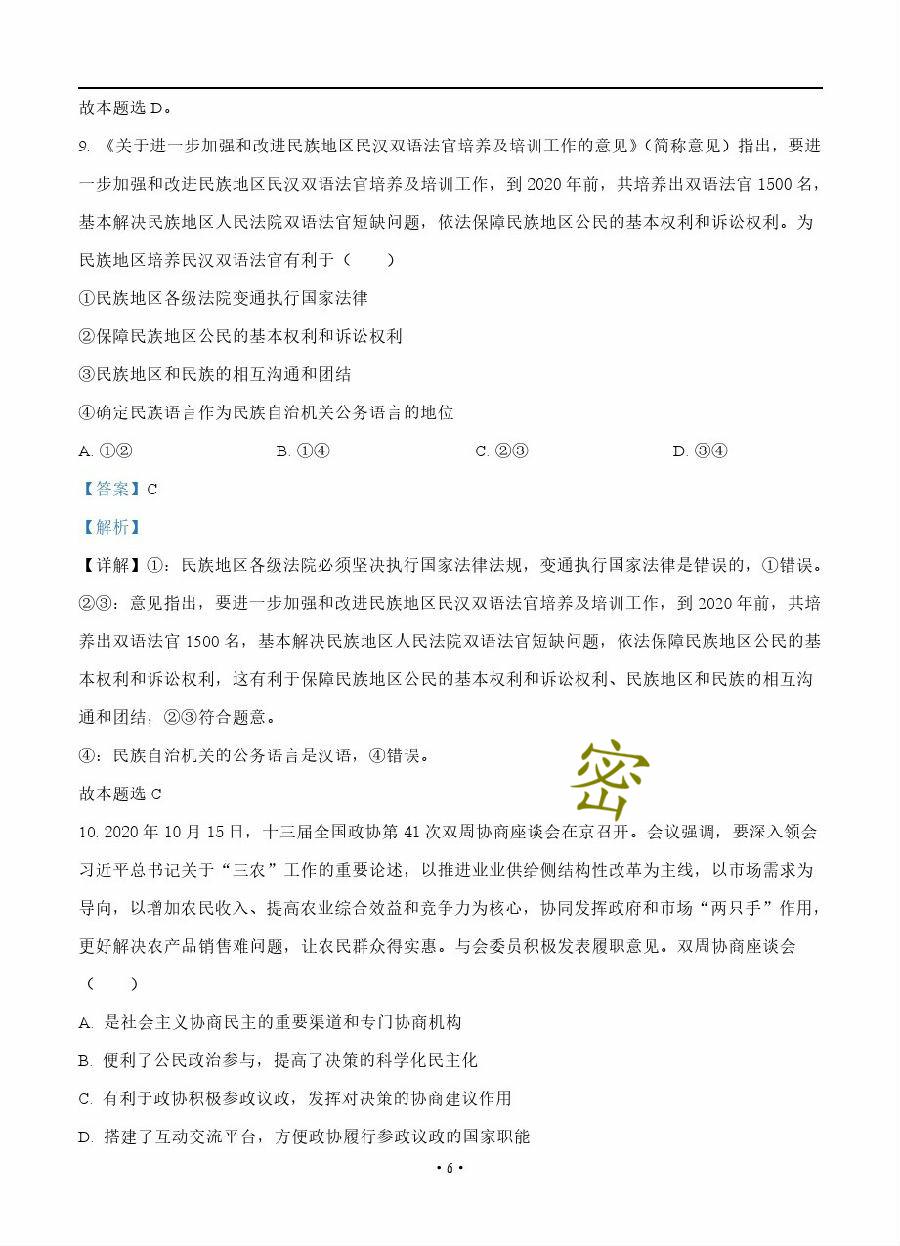 故本题选 D。
9. 《关于进一步加强和改进民族地区民汉双语法官培养及培训工作的意见》（简称意见）指出，要进
一步加强和改进民族地区民汉双语法官培养及培训工作，到 2020 年前，共培养出双语法官 1500 名，
基本解决民族地区人民法院双语法官短缺问题，依法保障民族地区公民的基本权利和诉讼权利。为
民族地区培养民汉双语法官有利于（　　）
①民族地区各级法院变通执行国家法律
②保障民族地区公民的基本权利和诉讼权利
③民族地区和民族的相互沟通和团结
④确定民族语言作为民族自治机关公务语言的地位
A. ①② B. ①④ C. ②③ D. ③④
【答案】C
【解析】
【详解】①：民族地区各级法院必须坚决执行国家法律法规，变通执行国家法律是错误的，①错误。
②③：意见指出，要进一步加强和改进民族地区民汉双语法官培养及培训工作，到 2020 年前，共培
养出双语法官 1500 名，基本解决民族地区人民法院双语法官短缺问题，依法保障民族地区公民的基
本权利和诉讼权利，这有利于保障民族地区公民的基本权利和诉讼权利、民族地区和民族的相互沟
通和团结，②③符合题意。
④：民族自治机关的公务语言是汉语，④错误。
密
故本题选 C
10. 2020 年 10 月 15 日，十三届全国政协第 41 次双周协商座谈会在京召开。会议强调，要深入领会
习近平总书记关于“三农”工作的重要论述，以推进业业供给侧结构性改革为主线，以市场需求为
导向，以增加农民收入、提高农业综合效益和竞争力为核心，协同发挥政府和市场“两只手”作用，
更好解决农产品销售难问题，让农民群众得实惠。与会委员积极发表履职意见。双周协商座谈会
（　　）
A. 是社会主义协商民主的重要渠道和专门协商机构
B. 便利了公民政治参与，提高了决策的科学化民主化
C. 有利于政协积极参政议政，发挥对决策的协商建议作用
D. 搭建了互动交流平台，方便政协履行参政议政的国家职能
• 6 •